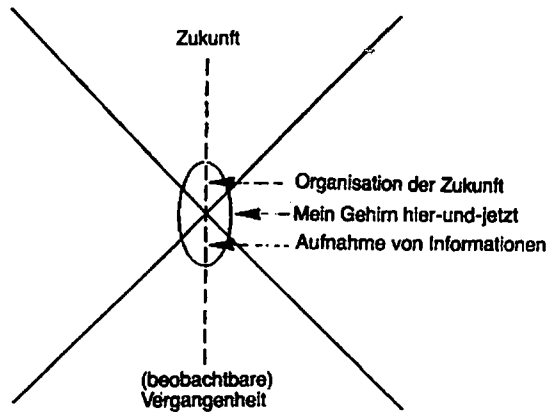 Zukunft
Organisation der Zukunft
Mein Gehirn hier-und-jetzt
Aufnahme von Informationen
(beobachtbare)
Vergangenheit